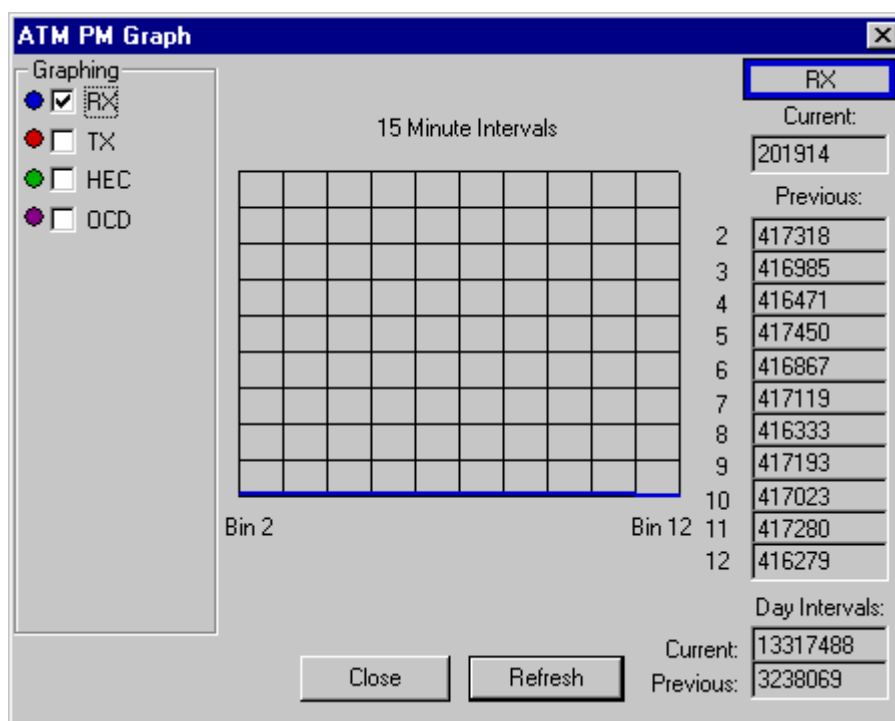 ATM PM Graph
Graphing
RX
TX
HEC
OCD
15 Minute Intervals
Bin 2
Bin 12
RX
Current:
201914
Previous:
2 417318
3 416985
4 416471
5 417450
6 416867
7 417119
8 416333
9 417193
10 417023
11 417280
12 416279
Day Intervals:
Current: 13317488
Previous: 3238069
Close
Refresh